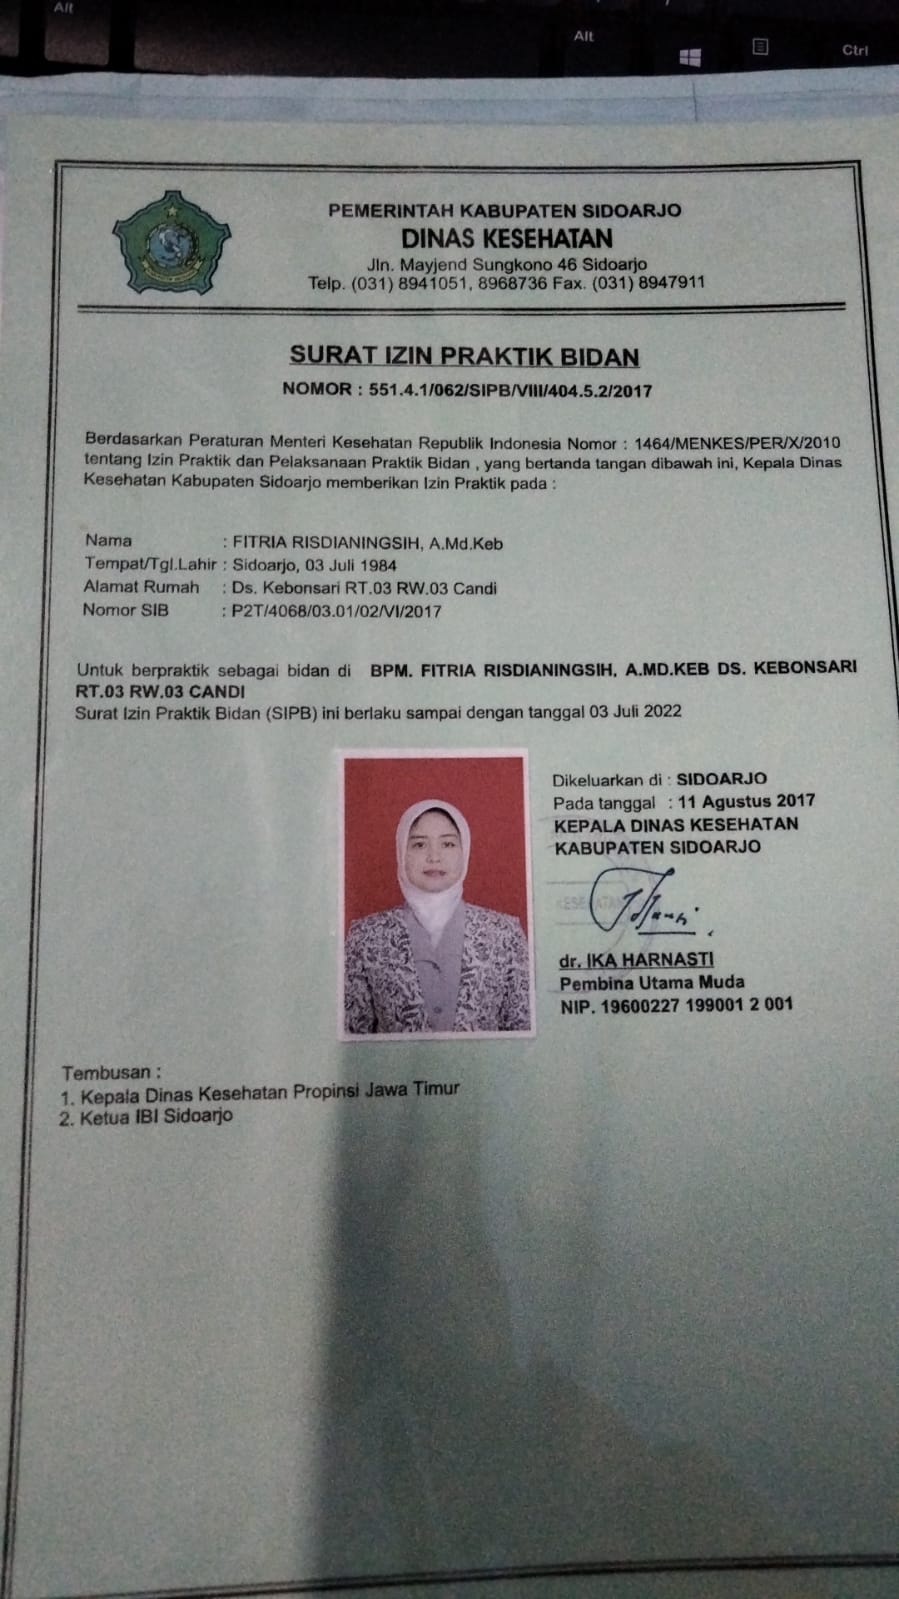 Alt
Alt
Ctrl
PEMERINTAH KABUPATEN SIDOARJO
DINAS KESEHATAN
Jln. Mayjend Sungkono 46 Sidoarjo
Telp. (031) 8941051, 8968736 Fax. (031) 8947911
SURAT IZIN PRAKTIK BIDAN
NOMOR : 551.4.1/062/SIPB/VIII/404.5.2/2017
Berdasarkan Peraturan Menteri Kesehatan Republik Indonesia Nomor : 1464/MENKES/PER/X/2010
tentang Izin Praktik dan Pelaksanaan Praktik Bidan , yang bertanda tangan dibawah ini, Kepala Dinas
Kesehatan Kabupaten Sidoarjo memberikan Izin Praktik pada :
Nama : FITRIA RISDIANINGSIH, A.Md.Keb
Tempat/Tgl.Lahir : Sidoarjo, 03 Juli 1984
Alamat Rumah : Ds. Kebonsari RT.03 RW.03 Candi
Nomor SIB : P2T/4068/03.01/02/VI/2017
Untuk berpraktik sebagai bidan di BPM. FITRIA RISDIANINGSIH, A.MD.KEB DS. KEBONSARI
RT.03 RW.03 CANDI
Surat Izin Praktik Bidan (SIPB) ini berlaku sampai dengan tanggal 03 Juli 2022
Dikeluarkan di : SIDOARJO
Pada tanggal : 11 Agustus 2017
KEPALA DINAS KESEHATAN
KABUPATEN SIDOARJO
dr. IKA HARNASTI
Pembina Utama Muda
NIP. 19600227 199001 2 001
Tembusan :
1. Kepala Dinas Kesehatan Propinsi Jawa Timur
2. Ketua IBI Sidoarjo